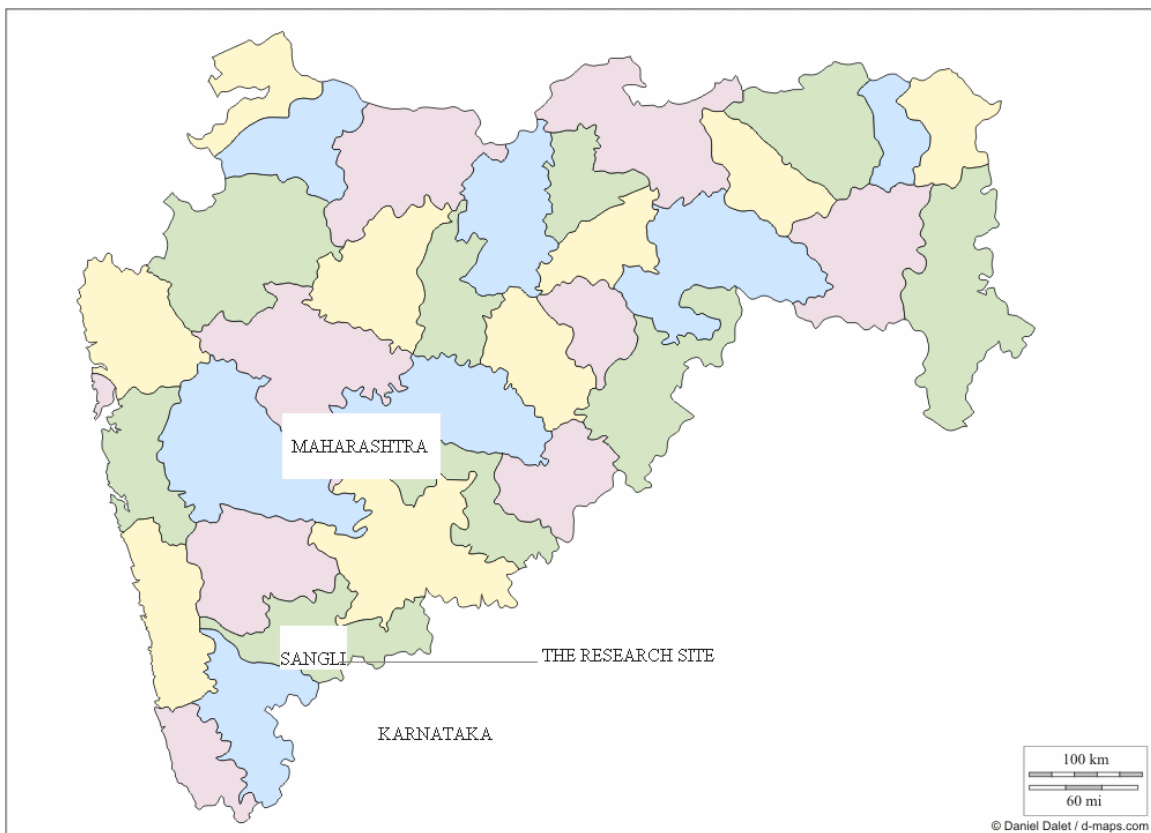 MAHARASHTRA
SANGLI
THE RESEARCH SITE
KARNATAKA
100 km
60 mi
© Daniel Dalet / d-maps.com